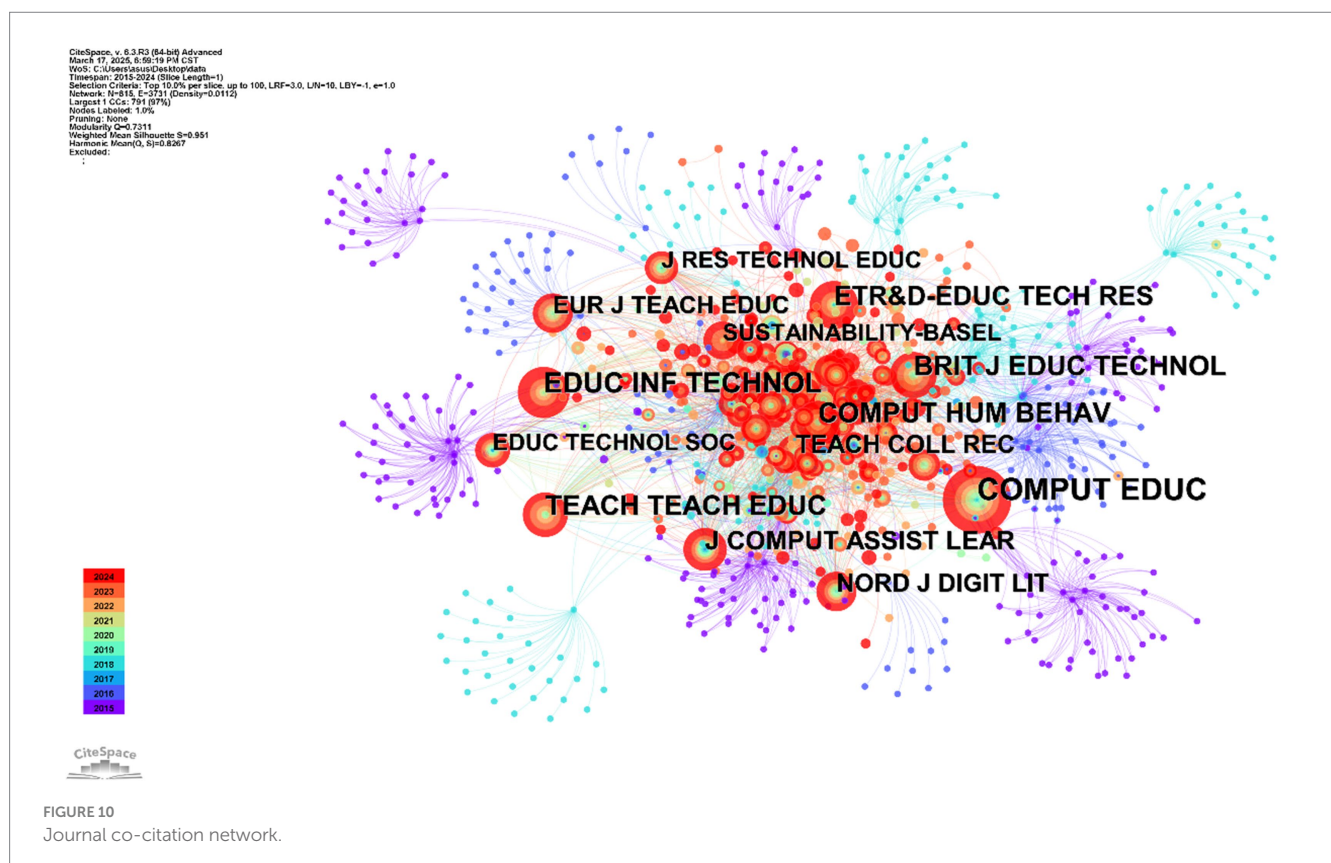 CiteSpace, v. 6.3.R3 (64-bit) Advanced
March 17, 2025, 6:59:19 PM CST
WoS: C:\Users\asus\Desktop\data
Timespan: 2015-2024 (Slice Length=1)
Selection Criteria: Top 10.0% per slice, up to 100, LRF=3.0, L/N=10, LBY=-1, e=1.0
Network: N=815, E=3731 (Density=0.0112)
Largest 1 CCs: 791 (97%)
Nodes Labeled: 1.0%
Pruning: None
Modularity Q=0.7311
Weighted Mean Silhouette S=0.951
Harmonic Mean(Q, S)=0.8267
Excluded:
;
J RES TECHNOL EDUC
ETR&D-EDUC TECH RES
EUR J TEACH EDUC
SUSTAINABILITY-BASEL
BRIT J EDUC TECHNOL
EDUC INF TECHNOL
COMPUT HUM BEHAV
EDUC TECHNOL SOC
TEACH COLL REC
COMPUT EDUC
TEACH TEACH EDUC
J COMPUT ASSIST LEAR
NORD J DIGIT LIT
2024
2023
2022
2021
2020
2019
2018
2017
2016
2015
CiteSpace
FIGURE 10
Journal co-citation network.